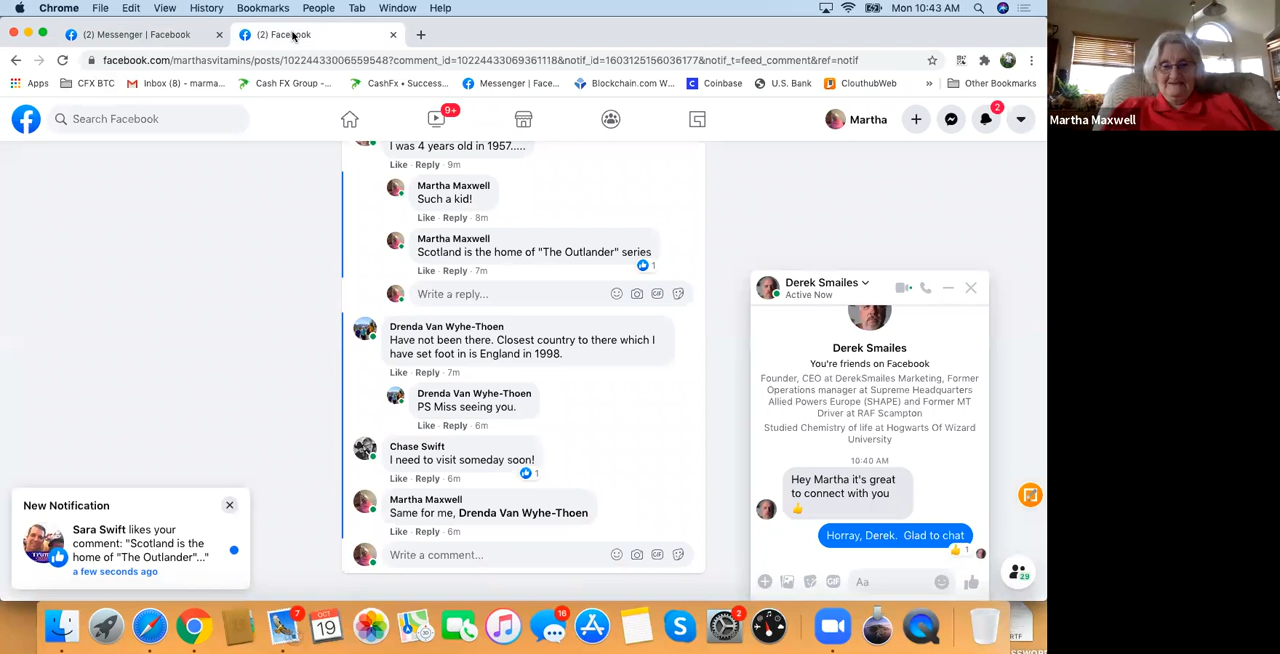 Chrome File Edit View History Bookmarks People Tab Window Help
Mon 10:43 AM
(2) Messenger | Facebook
(2) Facebook
facebook.com/marthasvitamins/posts/10224433006559548?comment_id=10224433069361118&notif_id=1603125156036177&notif_t=feed_comment&ref=notif
Apps CFX BTC Inbox (8) - marma... CashFx Group -... CashFx • Success... Messenger | Face... Blockchain.com W... Coinbase U.S. Bank CloutHubWeb » Other Bookmarks
Search Facebook
9+
Martha
2
Martha Maxwell
I was 4 years old in 1957.....
Like · Reply · 9m
Martha Maxwell
Such a kid!
Like · Reply · 8m
Martha Maxwell
Scotland is the home of "The Outlander" series
1
Like · Reply · 7m
Write a reply...
GIF
Drenda Van Wyhe-Thoen
Have not been there. Closest country to there which I
have set foot in is England in 1998.
Like · Reply · 7m
Drenda Van Wyhe-Thoen
PS Miss seeing you.
Like · Reply · 6m
Chase Swift
I need to visit someday soon!
1
Like · Reply · 6m
Martha Maxwell
Same for me, Drenda Van Wyhe-Thoen
Like · Reply · 6m
Write a comment...
GIF
New Notification
Sara Swift likes your
comment: "Scotland is the
home of "The Outlander"..."
a few seconds ago
Derek Smailes
Active Now
Derek Smailes
You're friends on Facebook
Founder, CEO at DerekSmailes Marketing, Former
Operations manager at Supreme Headquarters
Allied Powers Europe (SHAPE) and Former MT
Driver at RAF Scampton
Studied Chemistry of life at Hogwarts Of Wizard
University
10:40 AM
Hey Martha it's great
to connect with you
Horray, Derek. Glad to chat
1
GIF
Aa
29
7
OCT
19
16
2
RTF